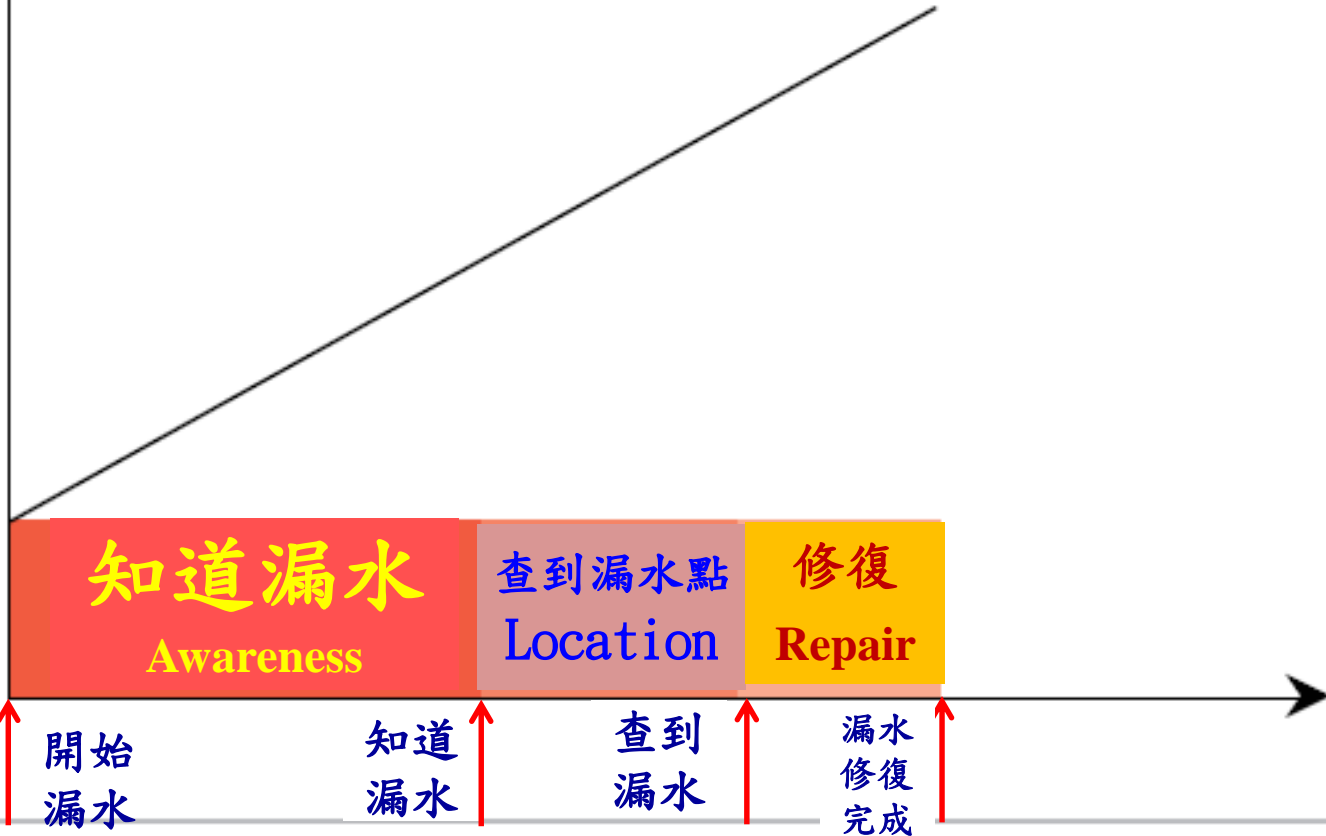 知道漏水
Awareness
查到漏水點
Location
修復
Repair
開始
漏水
知道
漏水
查到
漏水
漏水
修復
完成